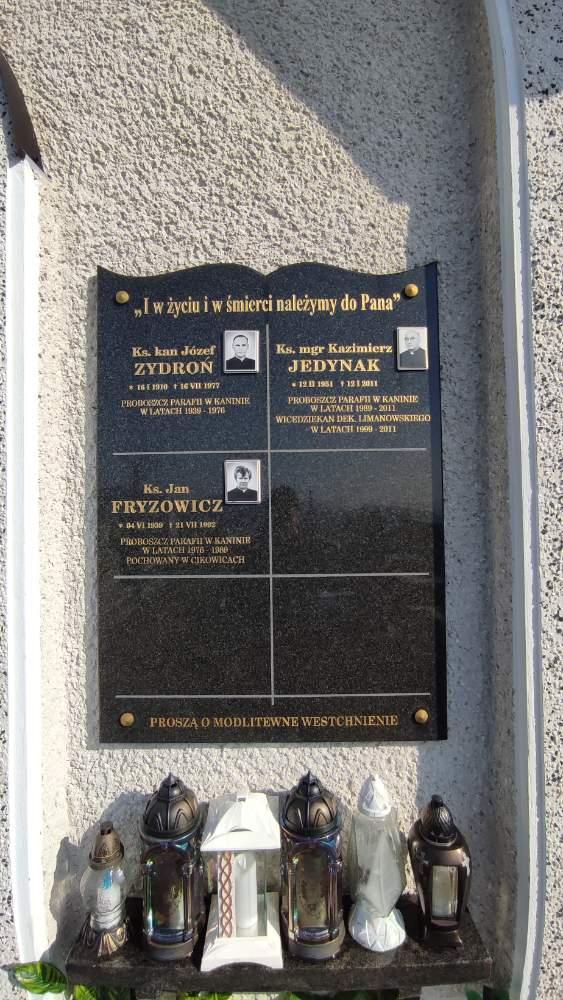 „I w życiu i w śmierci należymy do Pana”
Ks. kan Józef
ZYDROŃ
* 16 I 1910 † 16 VII 1977
PROBOSZCZ PARAFII W KANINIE
W LATACH 1939 - 1976
Ks. mgr Kazimierz
JEDYNAK
* 12 II 1951 † 12 I 2011
PROBOSZCZ PARAFII W KANINIE
W LATACH 1989 - 2011
WICEDZIEKAN DEK. LIMANOWSKIEGO
W LATACH 1999 - 2011
Ks. Jan
FRYZOWICZ
* 04 VI 1939 † 21 VII 1992
PROBOSZCZ PARAFII W KANINIE
W LATACH 1976 - 1989
POCHOWANY W CIKOWICACH
PROSZĄ O MODLITEWNE WESTCHNIENIE